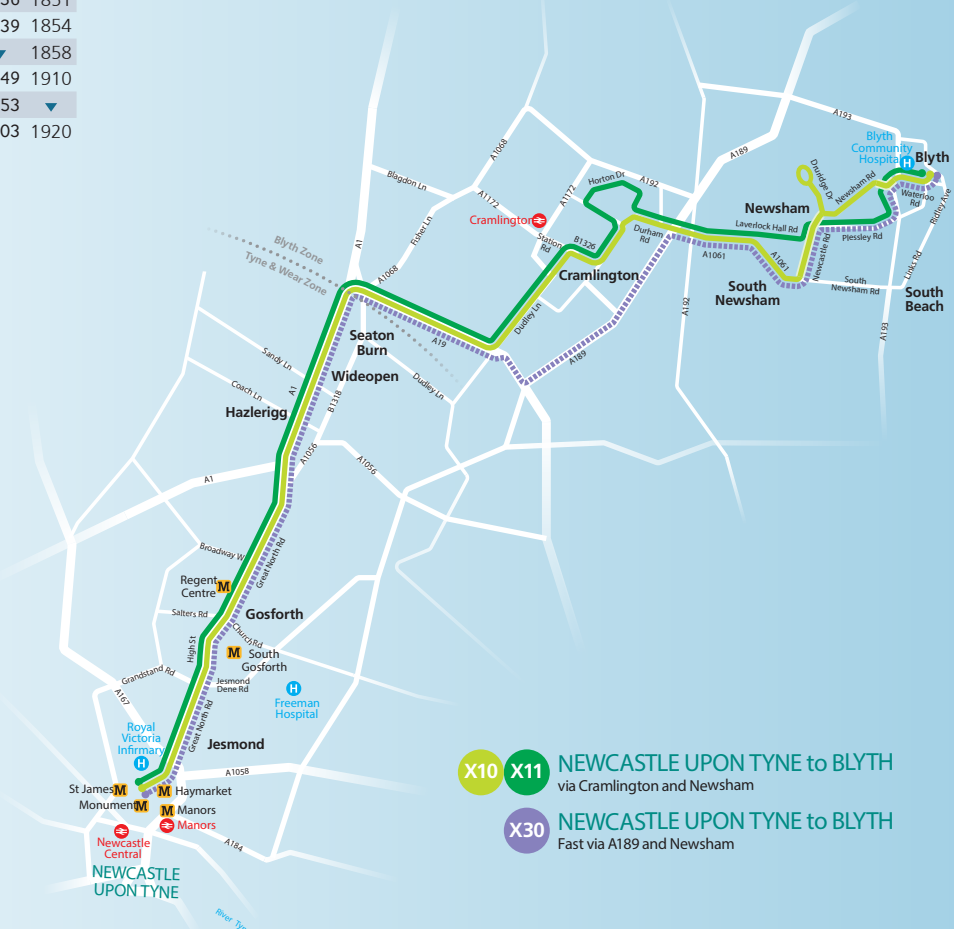 1851
39 1854
1858
49 1910
53
03 1920
A193
Blyth
Community
Hospital
H
Blyth
A189
A1068
Blagdon Ln
Horton Dr
A192
Druridge Dr
Newsham Rd
Waterloo
Rd
Ridley Ave
A1172
A1172
Cramlington
Newsham
Laverlock Hall Rd
Plessey Rd
Fisher Ln
Station
Rd
B1326
Durham
Rd
A1061
A1061
Newcastle Rd
Blyth Zone
Tyne & Wear Zone
A1
A1068
Cramlington
South
Newsham
South
Newsham Rd
Links Rd
South
Beach
A192
A193
Dudley Ln
Seaton
Burn
A19
A189
Wideopen
Sandy Ln
Coach Ln
A1
B1318
Dudley Ln
Hazlerigg
A1056
A1056
A1
Broadway W
Great North Rd
Regent
Centre
M
Salters Rd
Gosforth
High St
Church Rd
M
South
Gosforth
Grandstand Rd
Jesmond
Dene Rd
A167
H
Freeman
Hospital
Great North Rd
Royal
Victoria
Infirmary
H
Jesmond
A1058
St James
M
M
Haymarket
Monument
M
M
Manors
Manors
Newcastle
Central
A184
NEWCASTLE
UPON TYNE
River Ty
X10 X11 NEWCASTLE UPON TYNE to BLYTH
via Cramlington and Newsham
X30 NEWCASTLE UPON TYNE to BLYTH
Fast via A189 and Newsham